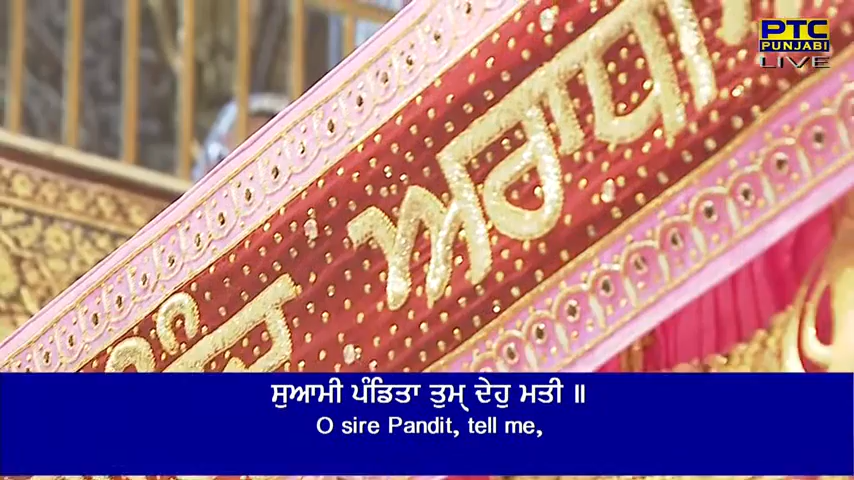 PTC
PUNJABI
LIVE
ਸੁਆਮੀ ਪੰਡਿਤਾ ਤੁਮ੍ ਦੇਹੁ ਮਤੀ ॥
O sire Pandit, tell me,